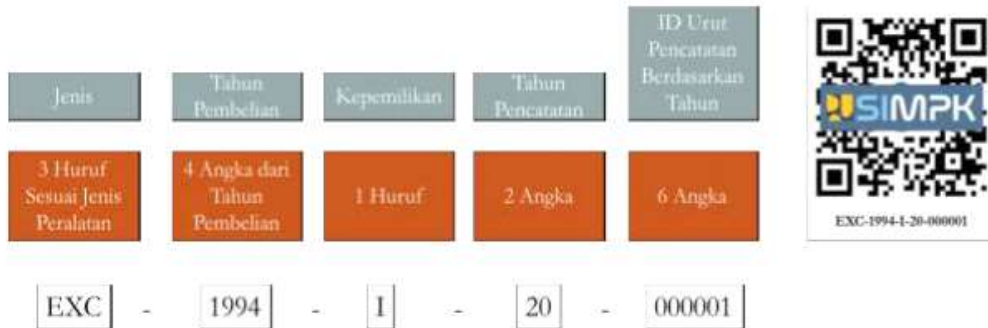 Jenis
Tahun
Pembelian
Kepemilikan
Tahun
Pencatatan
ID Urut
Pencatatan
Berdasarkan
Tahun
3 Huruf
Sesuai Jenis
Peralatan
4 Angka dari
Tahun
Pembelian
1 Huruf
2 Angka
6 Angka
EXC - 1994 - I - 20 - 000001
SIMPK
EXC-1994-I-20-000001